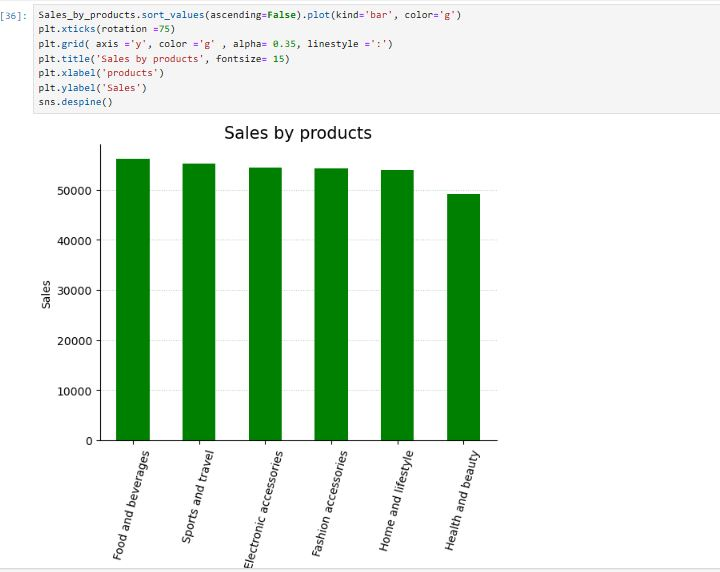 [36]: Sales_by_products.sort_values(ascending=False).plot(kind='bar', color='g')
plt.xticks(rotation =75)
plt.grid( axis ='y', color ='g' , alpha= 0.35, linestyle =':')
plt.title('Sales by products', fontsize= 15)
plt.xlabel('products')
plt.ylabel('Sales')
sns.despine()
Sales by products
50000
40000
30000
20000
10000
0
Sales
Food and beverages
Sports and travel
Electronic accessories
Fashion accessories
Home and lifestyle
Health and beauty